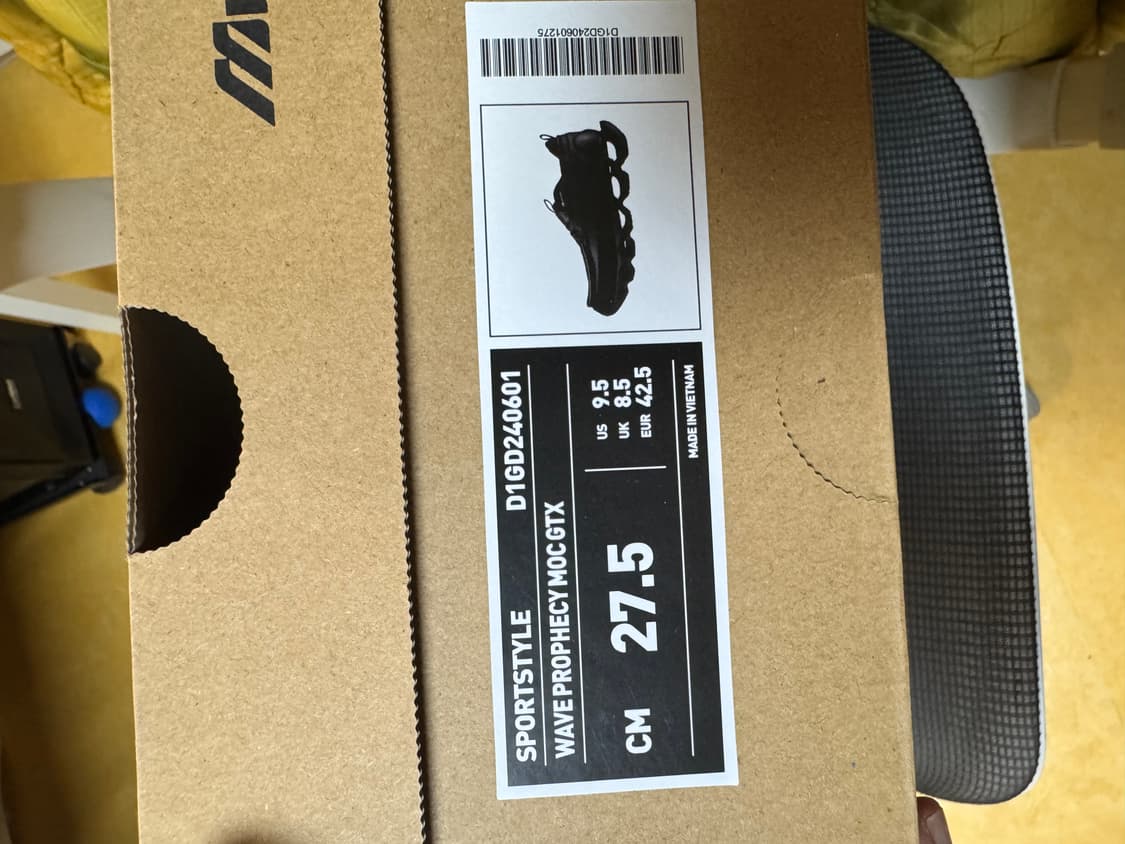 SPORTSTYLE D1GD240601
WAVE PROPHECY MOC GTX
CM 27.5
US 9.5
UK 8.5
EUR 42.5
MADE IN VIETNAM
D1GD240601275